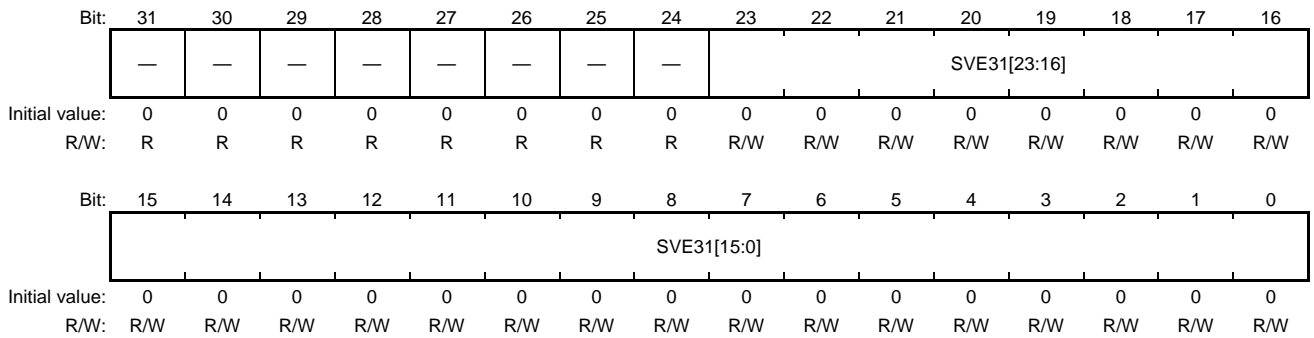 Bit: 31 30 29 28 27 26 25 24 23 22 21 20 19 18 17 16
— — — — — — — — SVE31[23:16]
Initial value: 0 0 0 0 0 0 0 0 0 0 0 0 0 0 0 0
R/W: R R R R R R R R R/W R/W R/W R/W R/W R/W R/W R/W
Bit: 15 14 13 12 11 10 9 8 7 6 5 4 3 2 1 0
SVE31[15:0]
Initial value: 0 0 0 0 0 0 0 0 0 0 0 0 0 0 0 0
R/W: R/W R/W R/W R/W R/W R/W R/W R/W R/W R/W R/W R/W R/W R/W R/W R/W